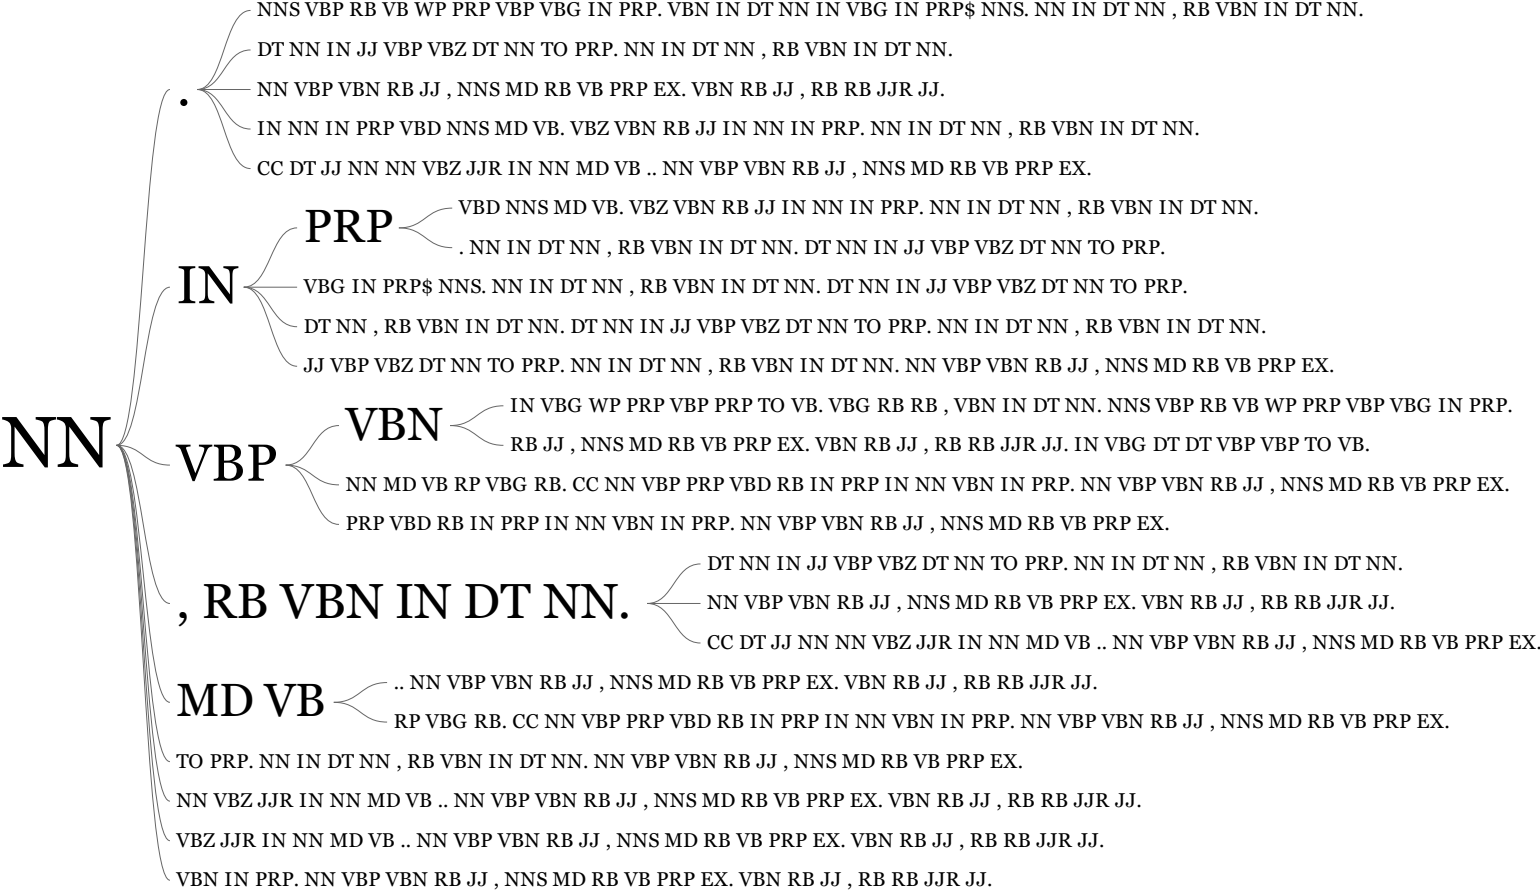 NNS VBP RB VB WP PRP VBP VBG IN PRP. VBN IN DT NN IN VBG IN PRP$ NNS. NN IN DT NN , RB VBN IN DT NN.
DT NN IN JJ VBP VBZ DT NN TO PRP. NN IN DT NN , RB VBN IN DT NN.
.
NN VBP VBN RB JJ , NNS MD RB VB PRP EX. VBN RB JJ , RB RB JJR JJ.
IN NN IN PRP VBD NNS MD VB. VBZ VBN RB JJ IN NN IN PRP. NN IN DT NN , RB VBN IN DT NN.
CC DT JJ NN NN VBZ JJR IN NN MD VB .. NN VBP VBN RB JJ , NNS MD RB VB PRP EX.
PRP
VBD NNS MD VB. VBZ VBN RB JJ IN NN IN PRP. NN IN DT NN , RB VBN IN DT NN.
. NN IN DT NN , RB VBN IN DT NN. DT NN IN JJ VBP VBZ DT NN TO PRP.
IN
VBG IN PRP$ NNS. NN IN DT NN , RB VBN IN DT NN. DT NN IN JJ VBP VBZ DT NN TO PRP.
DT NN , RB VBN IN DT NN. DT NN IN JJ VBP VBZ DT NN TO PRP. NN IN DT NN , RB VBN IN DT NN.
JJ VBP VBZ DT NN TO PRP. NN IN DT NN , RB VBN IN DT NN. NN VBP VBN RB JJ , NNS MD RB VB PRP EX.
NN
VBP
VBN
IN VBG WP PRP VBP PRP TO VB. VBG RB RB , VBN IN DT NN. NNS VBP RB VB WP PRP VBP VBG IN PRP.
RB JJ , NNS MD RB VB PRP EX. VBN RB JJ , RB RB JJR JJ. IN VBG DT DT VBP VBP TO VB.
NN MD VB RP VBG RB. CC NN VBP PRP VBD RB IN PRP IN NN VBN IN PRP. NN VBP VBN RB JJ , NNS MD RB VB PRP EX.
PRP VBD RB IN PRP IN NN VBN IN PRP. NN VBP VBN RB JJ , NNS MD RB VB PRP EX.
, RB VBN IN DT NN.
DT NN IN JJ VBP VBZ DT NN TO PRP. NN IN DT NN , RB VBN IN DT NN.
NN VBP VBN RB JJ , NNS MD RB VB PRP EX. VBN RB JJ , RB RB JJR JJ.
CC DT JJ NN NN VBZ JJR IN NN MD VB .. NN VBP VBN RB JJ , NNS MD RB VB PRP EX.
MD VB
.. NN VBP VBN RB JJ , NNS MD RB VB PRP EX. VBN RB JJ , RB RB JJR JJ.
RP VBG RB. CC NN VBP PRP VBD RB IN PRP IN NN VBN IN PRP. NN VBP VBN RB JJ , NNS MD RB VB PRP EX.
TO PRP. NN IN DT NN , RB VBN IN DT NN. NN VBP VBN RB JJ , NNS MD RB VB PRP EX.
NN VBZ JJR IN NN MD VB .. NN VBP VBN RB JJ , NNS MD RB VB PRP EX. VBN RB JJ , RB RB JJR JJ.
VBZ JJR IN NN MD VB .. NN VBP VBN RB JJ , NNS MD RB VB PRP EX. VBN RB JJ , RB RB JJR JJ.
VBN IN PRP. NN VBP VBN RB JJ , NNS MD RB VB PRP EX. VBN RB JJ , RB RB JJR JJ.